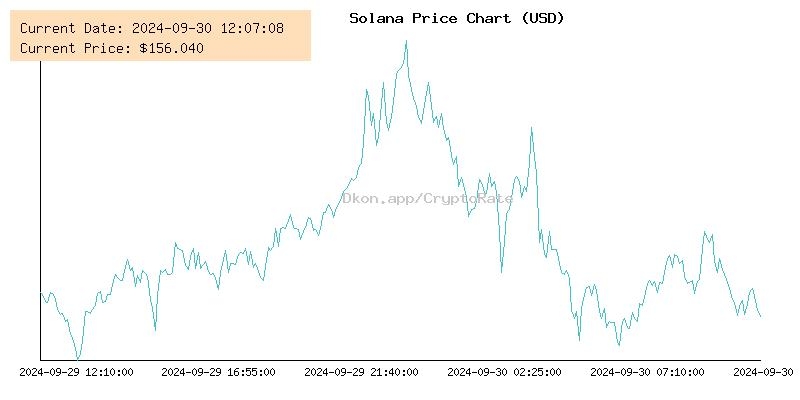 Solana Price Chart (USD)
Current Date: 2024-09-30 12:07:08
Current Price: $156.040
Dkon.app/CryptoRate
2024-09-29 12:10:00 2024-09-29 16:55:00 2024-09-29 21:40:00 2024-09-30 02:25:00 2024-09-30 07:10:00 2024-09-30